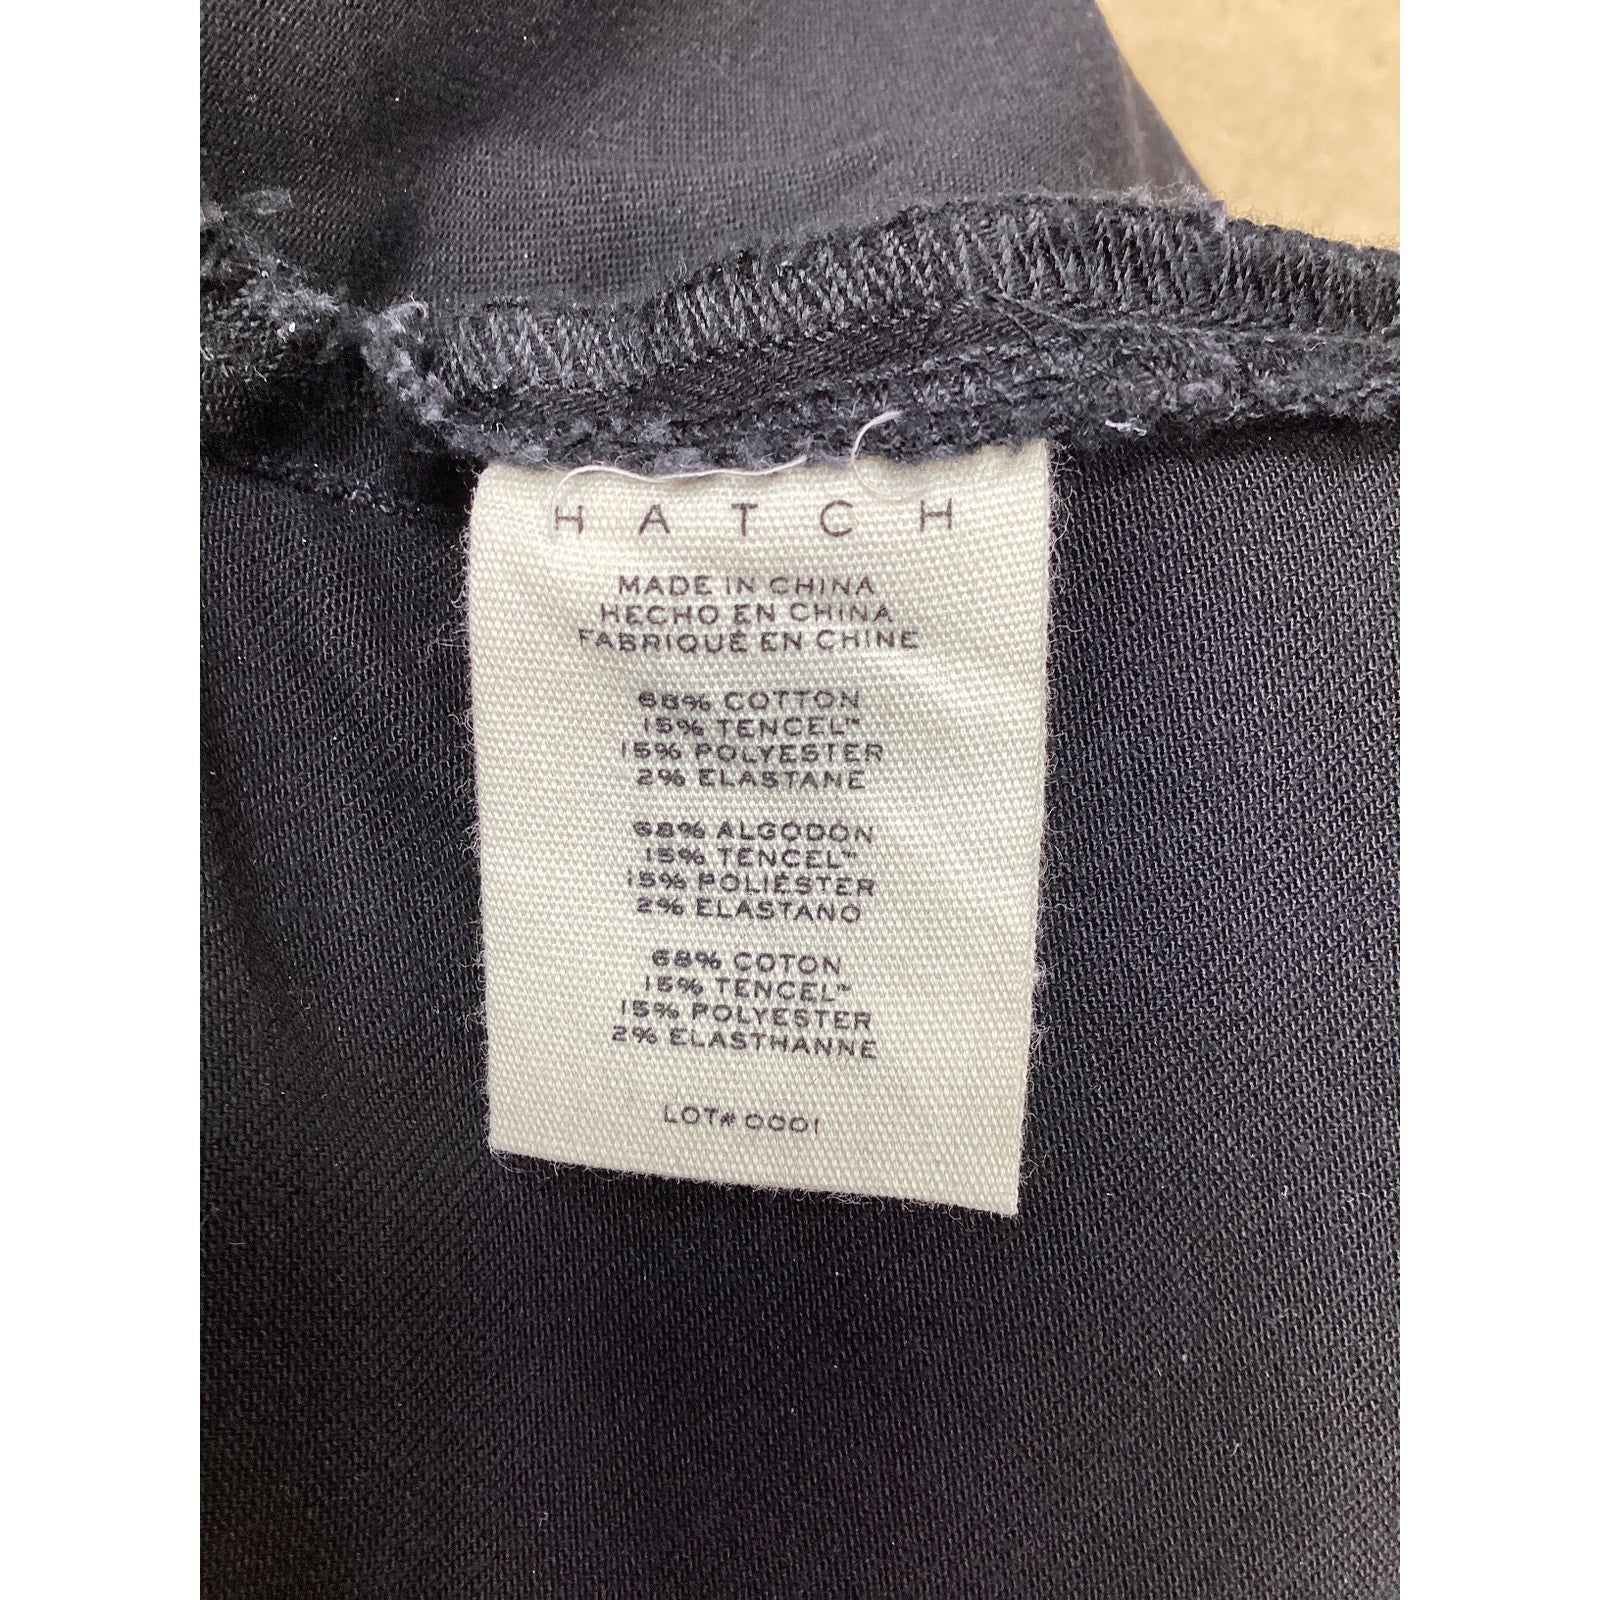 HATCH
MADE IN CHINA
HECHO EN CHINA
FABRIQUÉ EN CHINE
68% COTTON
15% TENCEL™
15% POLYESTER
2% ELASTANE
68% ALGODÓN
15% TENCEL™
15% POLIÉSTER
2% ELASTANO
68% COTON
15% TENCEL™
15% POLYESTER
2% ELASTHANNE
LOT# 0001